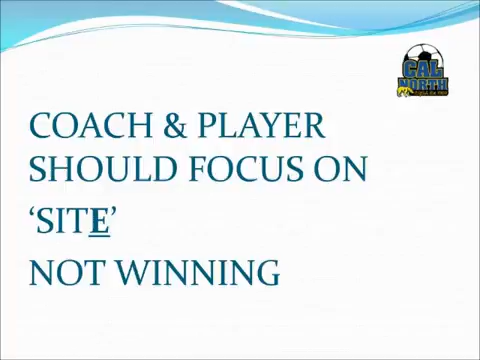 CAL
NORTH
COACH & PLAYER
SHOULD FOCUS ON
‘SITE’
NOT WINNING